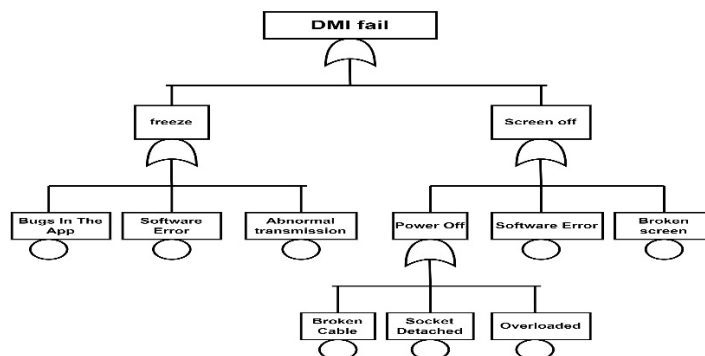 DMI fail
freeze
Screen off
Bugs In The
App
Software
Error
Abnormal
transmission
Power Off
Software Error
Broken
screen
Broken
Cable
Socket
Detached
Overloaded